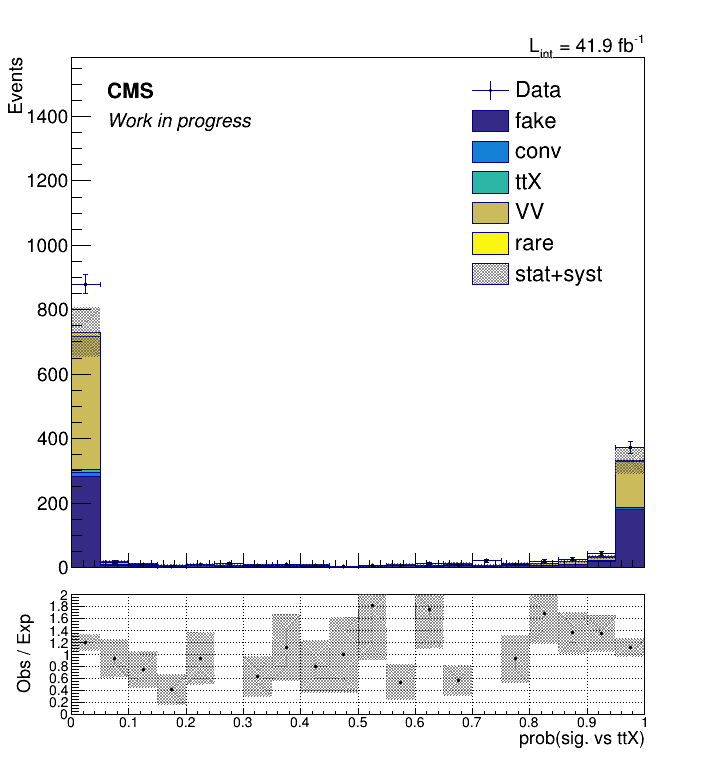 L_int = 41.9 fb^-1
Events
CMS
Work in progress
Data
fake
conv
ttX
VV
rare
stat+syst
1400
1200
1000
800
600
400
200
0
Obs / Exp
2
1.8
1.6
1.4
1.2
1
0.8
0.6
0.4
0.2
0
0 0.1 0.2 0.3 0.4 0.5 0.6 0.7 0.8 0.9 1
prob(sig. vs ttX)